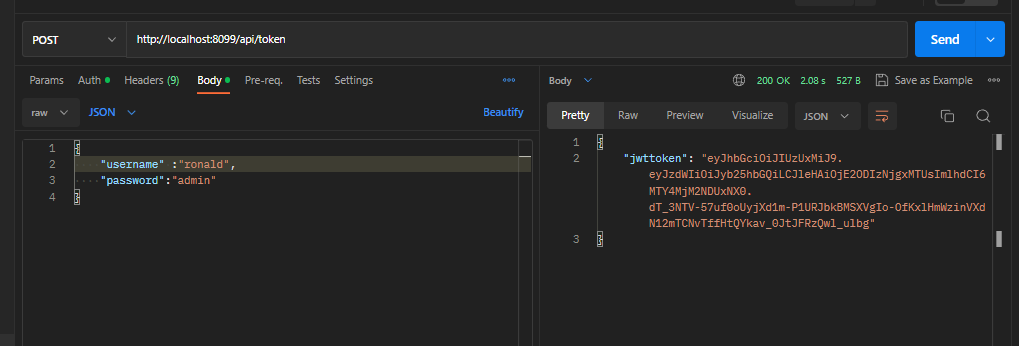 POST http://localhost:8099/api/token Send
Params Auth Headers (9) Body Pre-req. Tests Settings
raw JSON Beautify
1 {
2 "username" :"ronald",
3 "password":"admin"
4 }
Body 200 OK 2.08 s 527 B Save as Example
Pretty Raw Preview Visualize JSON
1 {
2 "jwttoken": "eyJhbGciOiJIUzUxMiJ9.
eyJzdWIiOiJyb25hbGQiLCJleHAiOjE2ODIzNjgxMTUsImlhdCI6
MTY4MjM2NDUxNX0.
dT_3NTV-57uf0oUyjXd1m-P1URJbkBMSXVgIo-OfKxlHmWzinVXd
N12mTCNvTffHtQYkav_0JtJFRzQwl_ulbg"
3 }